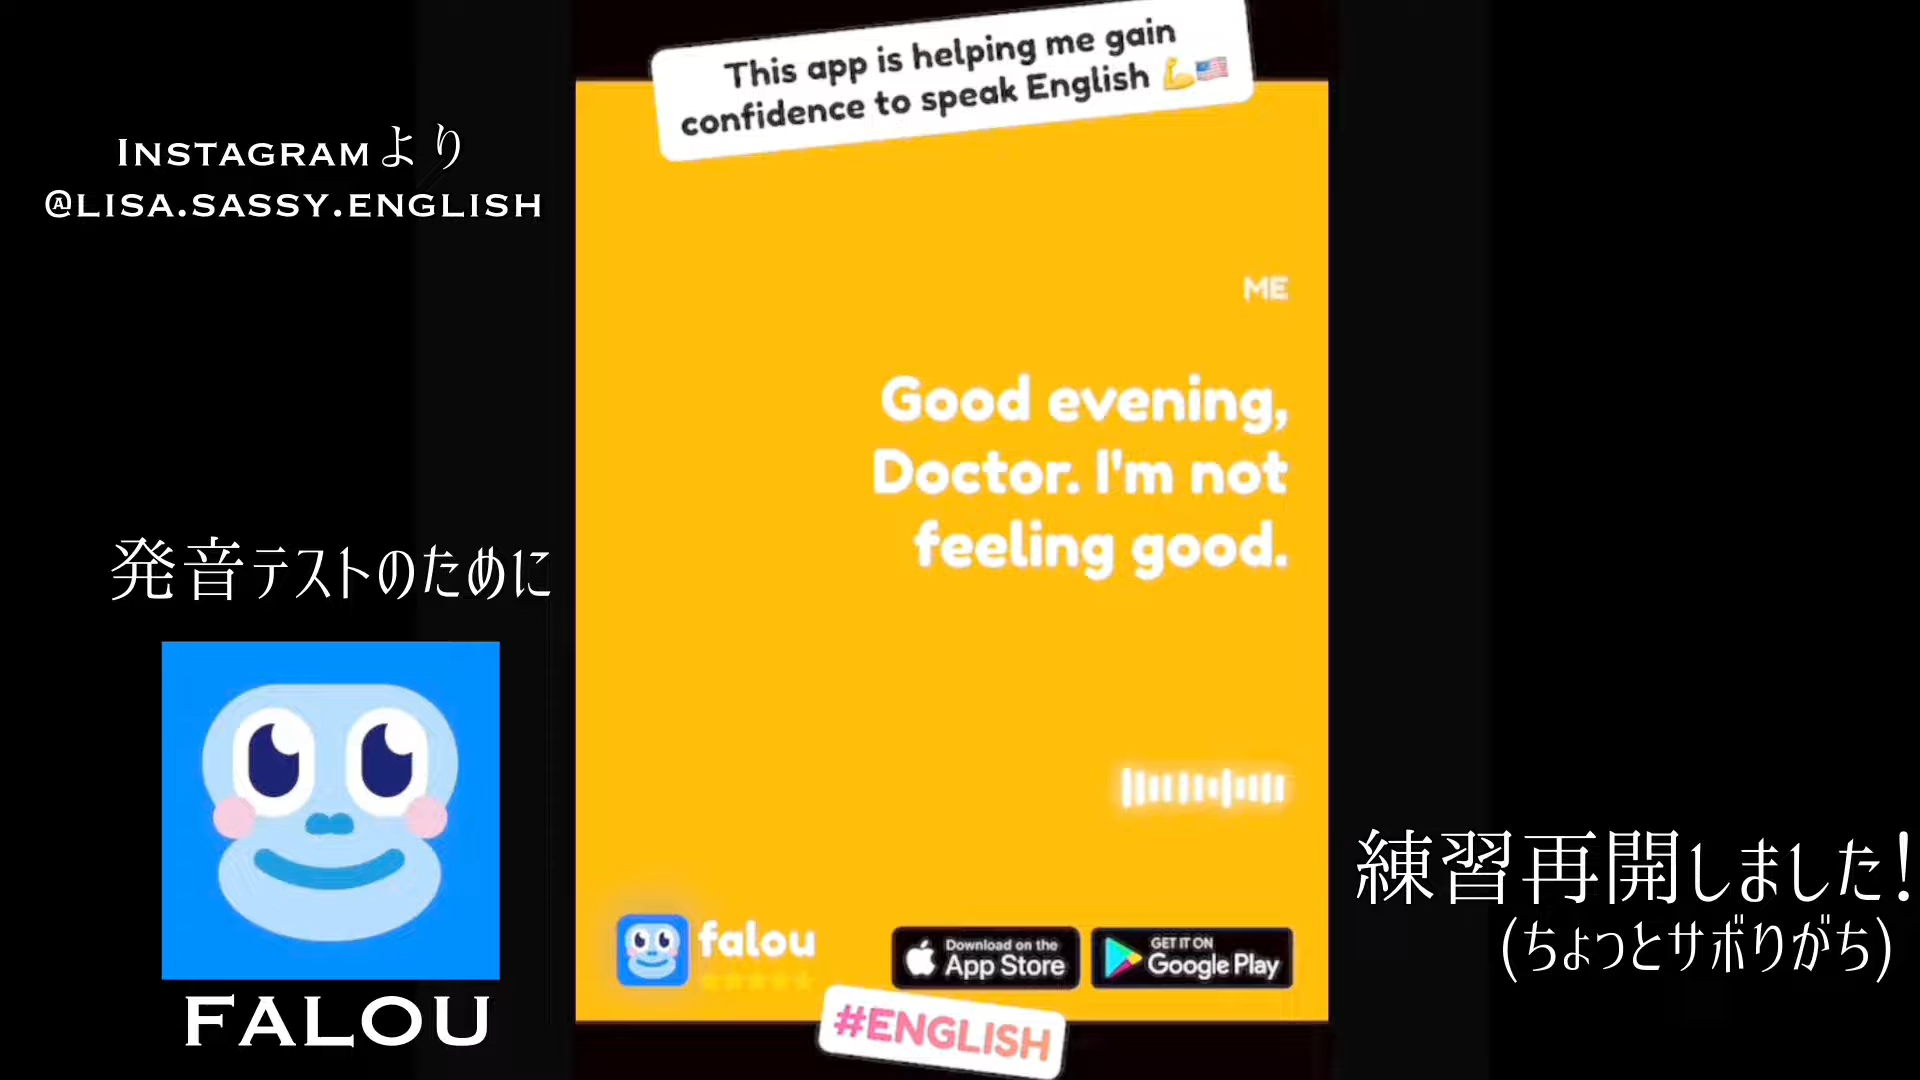 This app is helping me gain
confidence to speak English 💪🇺🇸
Instagramより
@lisa.sassy.english
ME
Good evening,
Doctor. I'm not
feeling good.
発音テストのために
FALOU
練習再開しました!
(ちょっとサボりがち)
falou
Download on the
App Store
GET IT ON
Google Play
#ENGLISH